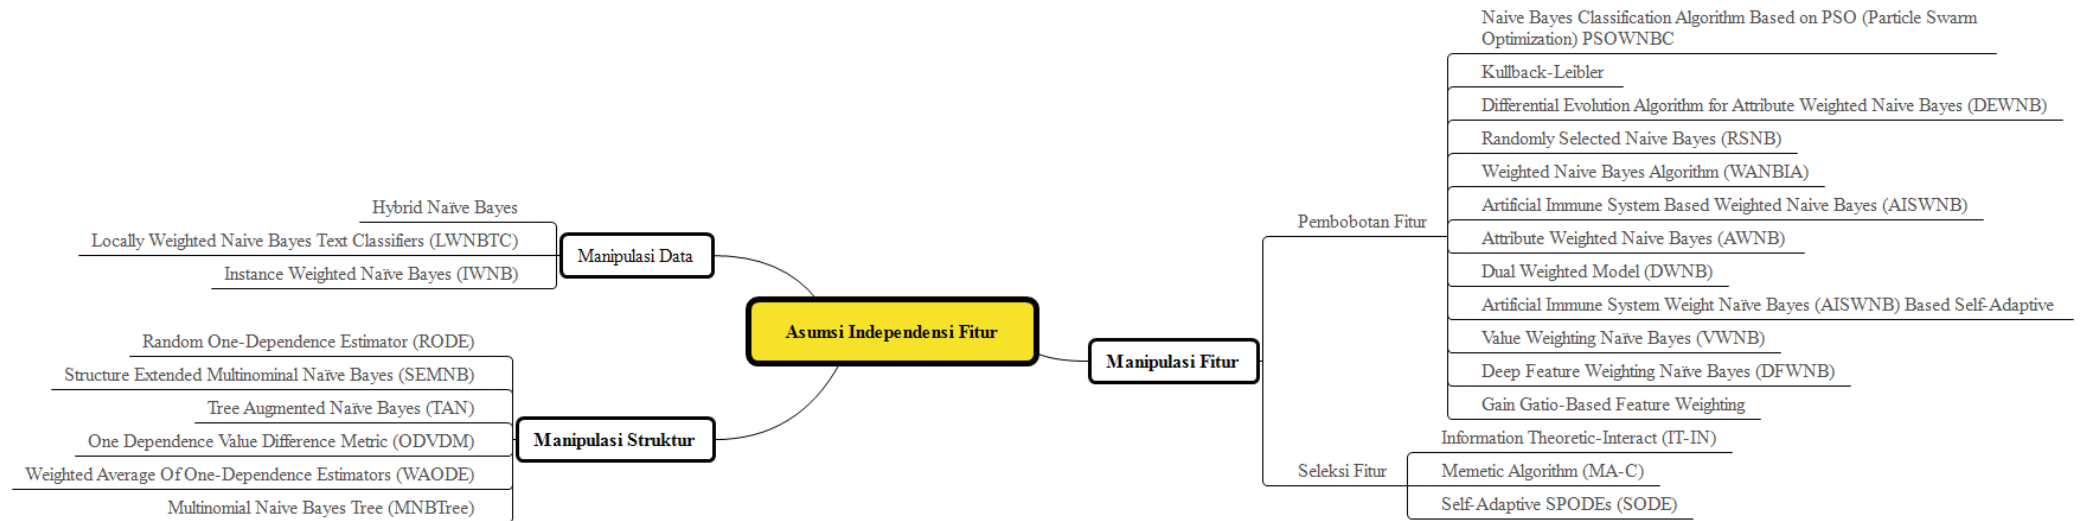 Asumsi Independensi Fitur
Manipulasi Data
Hybrid Naïve Bayes
Locally Weighted Naive Bayes Text Classifiers (LWNBTC)
Instance Weighted Naïve Bayes (IWNB)
Manipulasi Struktur
Random One-Dependence Estimator (RODE)
Structure Extended Multinominal Naïve Bayes (SEMNB)
Tree Augmented Naïve Bayes (TAN)
One Dependence Value Difference Metric (ODVDM)
Weighted Average Of One-Dependence Estimators (WAODE)
Multinomial Naive Bayes Tree (MNBTree)
Manipulasi Fitur
Pembobotan Fitur
Naive Bayes Classification Algorithm Based on PSO (Particle Swarm
Optimization) PSOWNBC
Kullback-Leibler
Differential Evolution Algorithm for Attribute Weighted Naive Bayes (DEWNB)
Randomly Selected Naive Bayes (RSNB)
Weighted Naive Bayes Algorithm (WANBIA)
Artificial Immune System Based Weighted Naive Bayes (AISWNB)
Attribute Weighted Naive Bayes (AWNB)
Dual Weighted Model (DWNB)
Artificial Immune System Weight Naïve Bayes (AISWNB) Based Self-Adaptive
Value Weighting Naïve Bayes (VWNB)
Deep Feature Weighting Naïve Bayes (DFWNB)
Gain Gatio-Based Feature Weighting
Seleksi Fitur
Information Theoretic-Interact (IT-IN)
Memetic Algorithm (MA-C)
Self-Adaptive SPODEs (SODE)